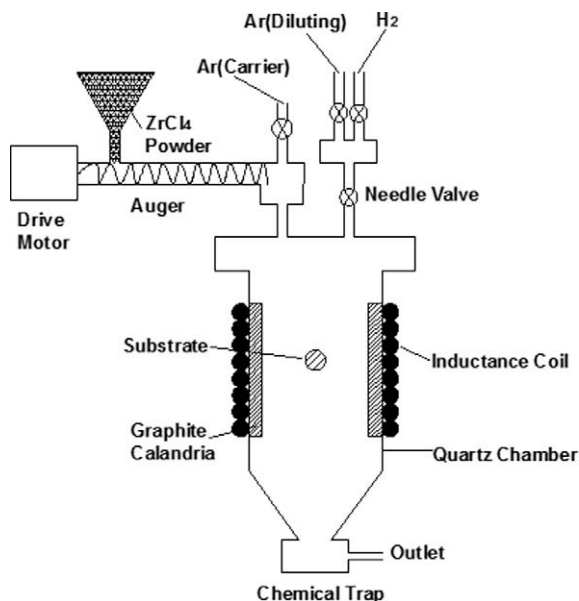 Ar(Diluting)
H2
Ar(Carrier)
ZrCl4
Powder
Needle Valve
Auger
Drive
Motor
Substrate
Inductance Coil
Graphite
Calandria
Quartz Chamber
Outlet
Chemical Trap